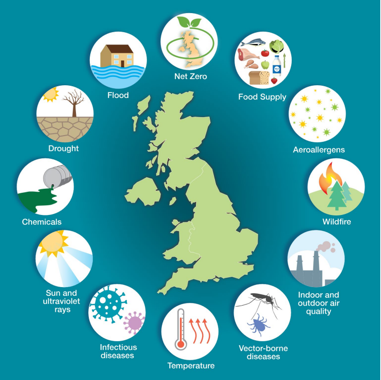 Net Zero
Food Supply
Aeroallergens
Wildfire
Indoor and
outdoor air
quality
Vector-borne
diseases
Temperature
Infectious
diseases
Sun and
ultraviolet
rays
Chemicals
Drought
Flood